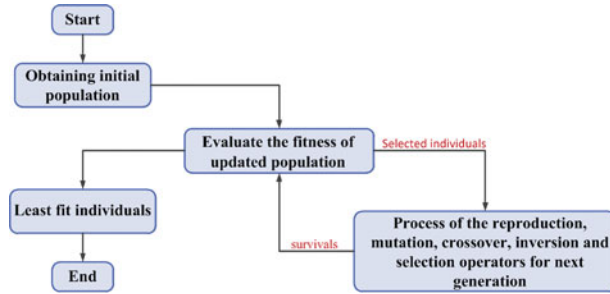 Start
Obtaining initial
population
Evaluate the fitness of
updated population
Selected individuals
Least fit individuals
survivals
Process of the reproduction,
mutation, crossover, inversion and
selection operators for next
generation
End